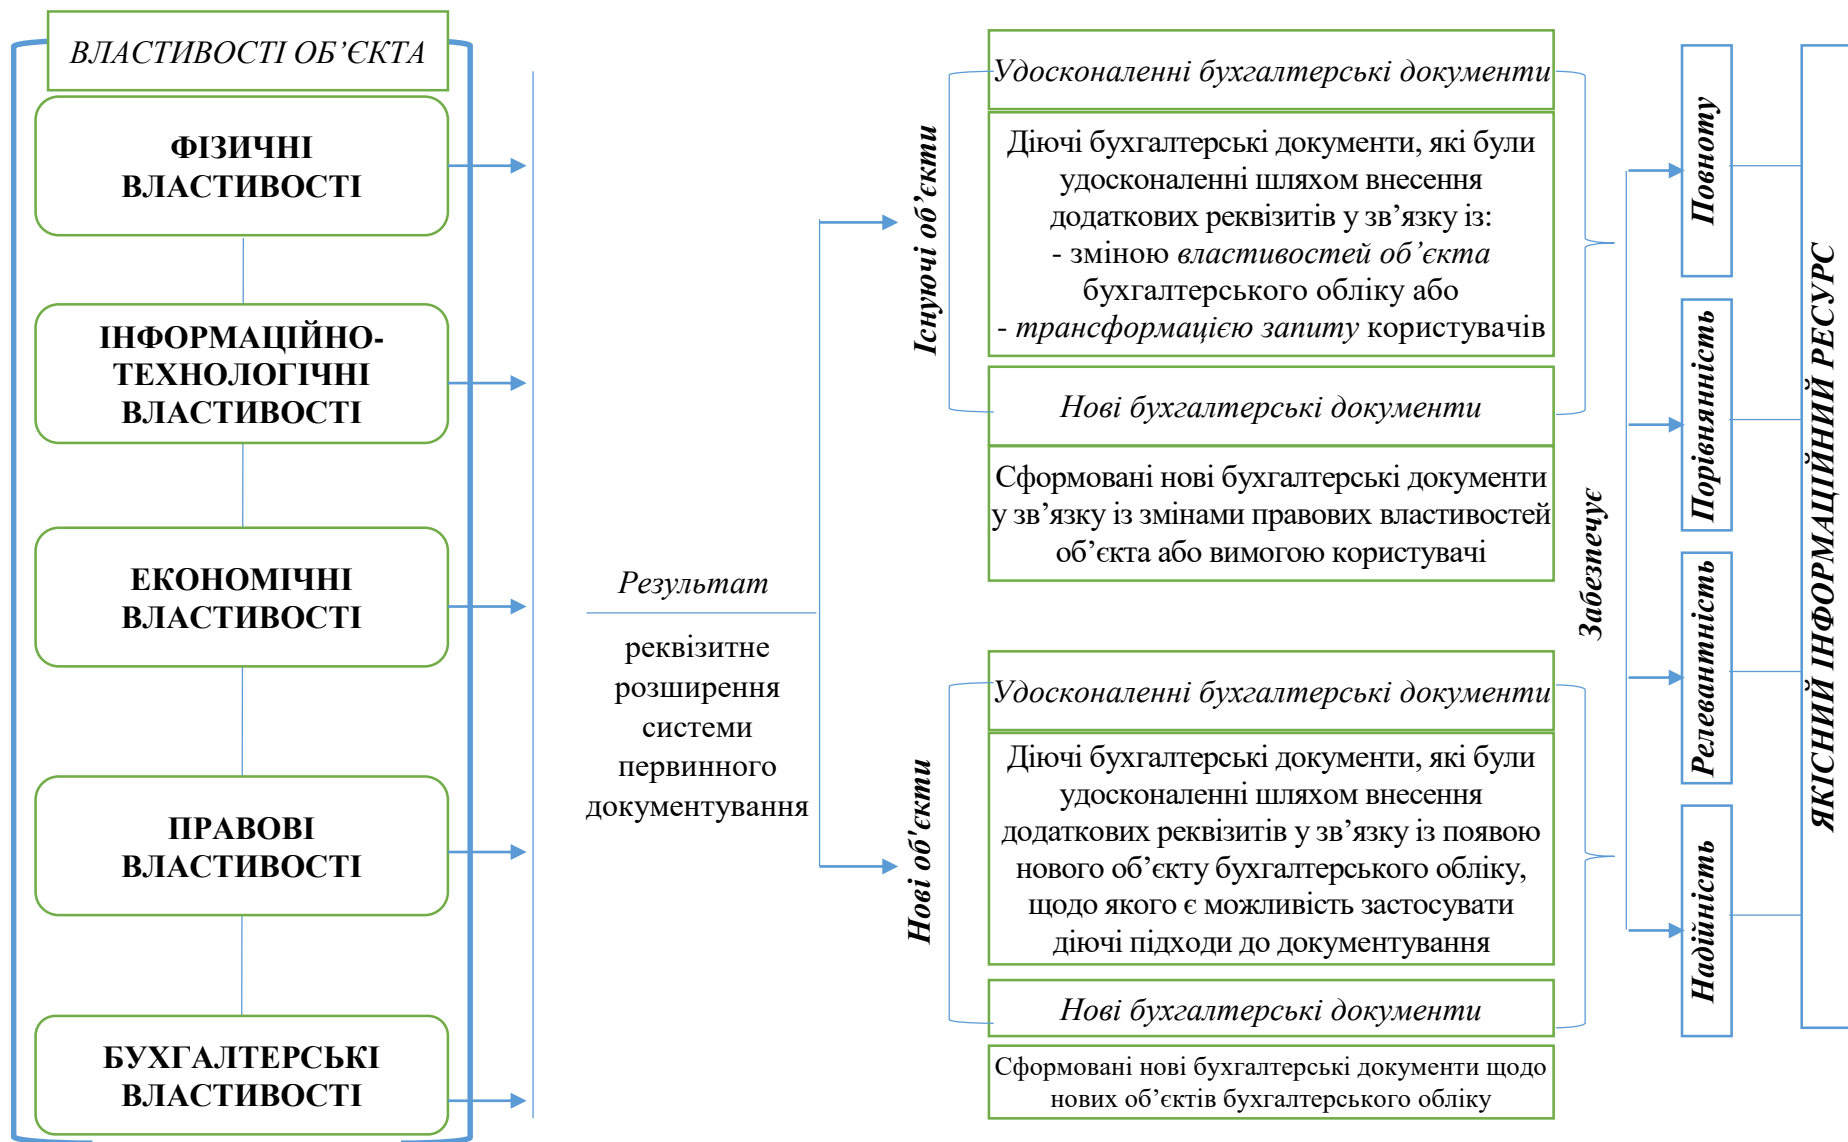 ВЛАСТИВОСТІ ОБ’ЄКТА
ФІЗИЧНІ
ВЛАСТИВОСТІ
ІНФОРМАЦІЙНО-
ТЕХНОЛОГІЧНІ
ВЛАСТИВОСТІ
ЕКОНОМІЧНІ
ВЛАСТИВОСТІ
ПРАВОВІ
ВЛАСТИВОСТІ
БУХГАЛТЕРСЬКІ
ВЛАСТИВОСТІ
Результат
реквізитне
розширення
системи
первинного
документування
Існуючі об’єкти
Удосконаленні бухгалтерські документи
Діючі бухгалтерські документи, які були
удосконаленні шляхом внесення
додаткових реквізитів у зв’язку із:
- зміною властивостей об’єкта
бухгалтерського обліку або
- трансформацією запиту користувачів
Нові бухгалтерські документи
Сформовані нові бухгалтерські документи
у зв’язку із змінами правових властивостей
об’єкта або вимогою користувачі
Нові об'єкти
Удосконаленні бухгалтерські документи
Діючі бухгалтерські документи, які були
удосконаленні шляхом внесення
додаткових реквізитів у зв’язку із появою
нового об’єкту бухгалтерського обліку,
щодо якого є можливість застосувати
діючі підходи до документування
Нові бухгалтерські документи
Сформовані нові бухгалтерські документи щодо
нових об’єктів бухгалтерського обліку
Забезпечує
Повноту
Порівнянність
Релевантність
Надійність
ЯКІСНИЙ ІНФОРМАЦІЙНИЙ РЕСУРС